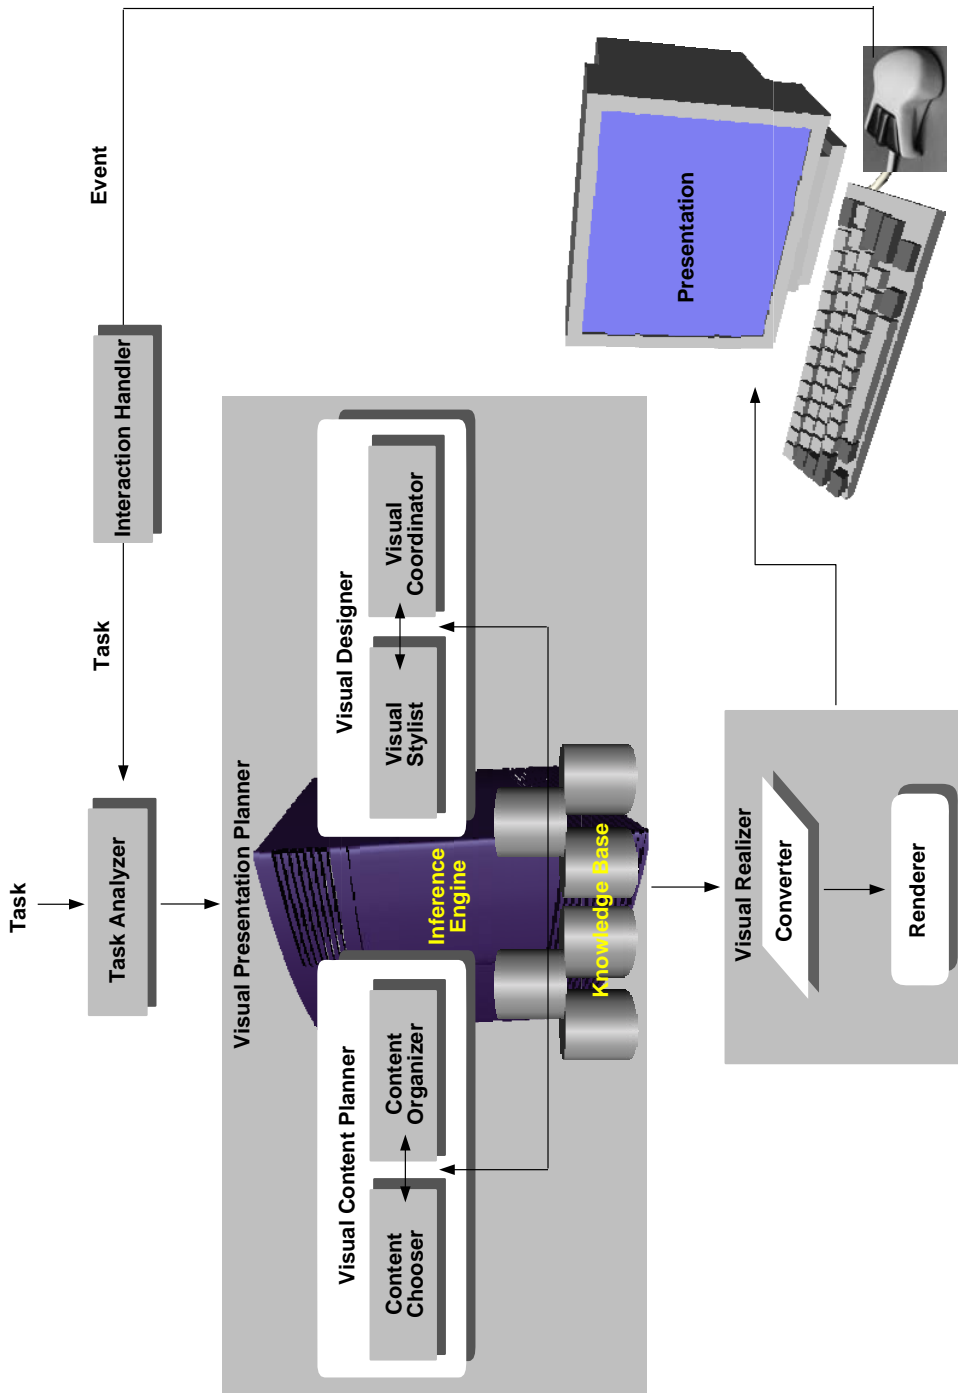 Task
Task
Event
Task Analyzer
Interaction Handler
Visual Presentation Planner
Visual Content Planner
Content
Chooser
Content
Organizer
Visual Designer
Visual
Stylist
Visual
Coordinator
Inference
Engine
Knowledge Base
Visual Realizer
Converter
Renderer
Presentation